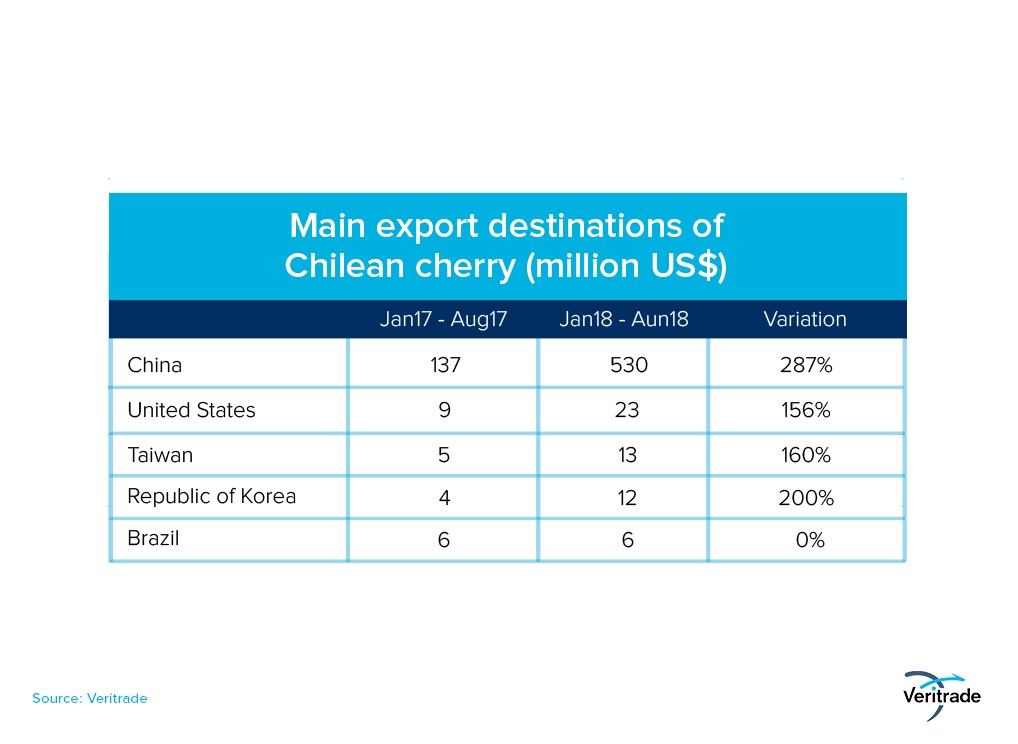 Main export destinations of
Chilean cherry (million US$)
Jan17 - Aug17 Jan18 - Aun18 Variation
China 137 530 287%
United States 9 23 156%
Taiwan 5 13 160%
Republic of Korea 4 12 200%
Brazil 6 6 0%
Source: Veritrade
Veritrade